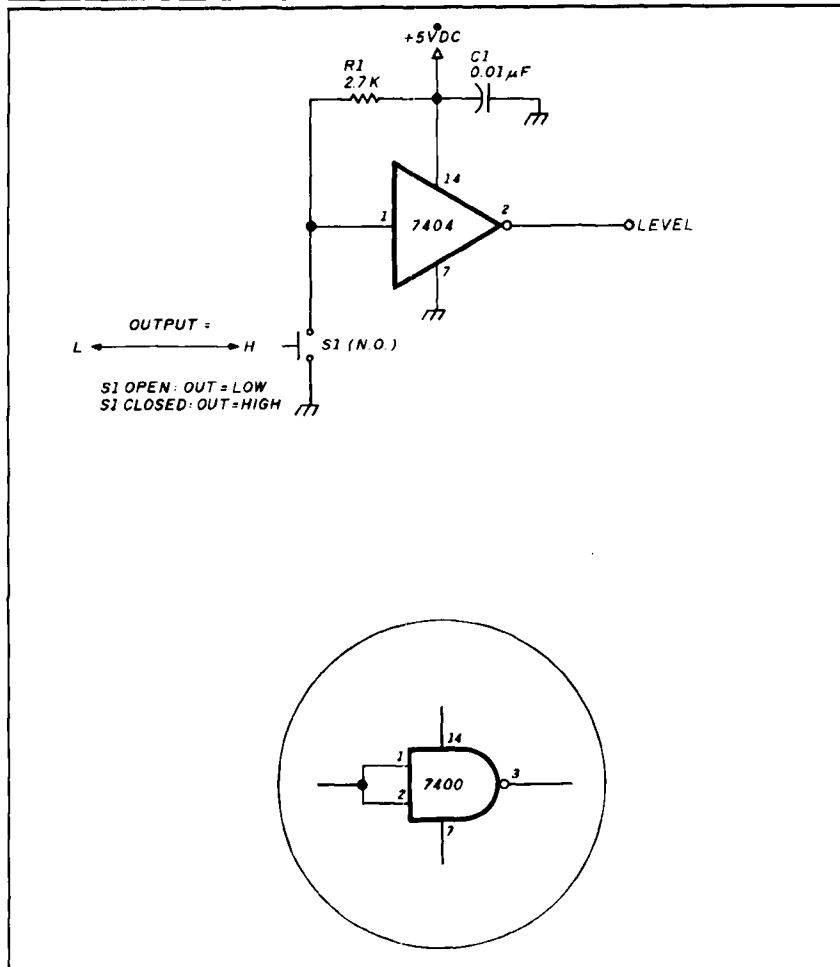 +5VDC
R1
2.7K
C1
0.01µF
14
1
7404
2
LEVEL
7
OUTPUT =
L
H
S1 (N.O.)
S1 OPEN: OUT = LOW
S1 CLOSED: OUT = HIGH
14
1
2
7400
3
7